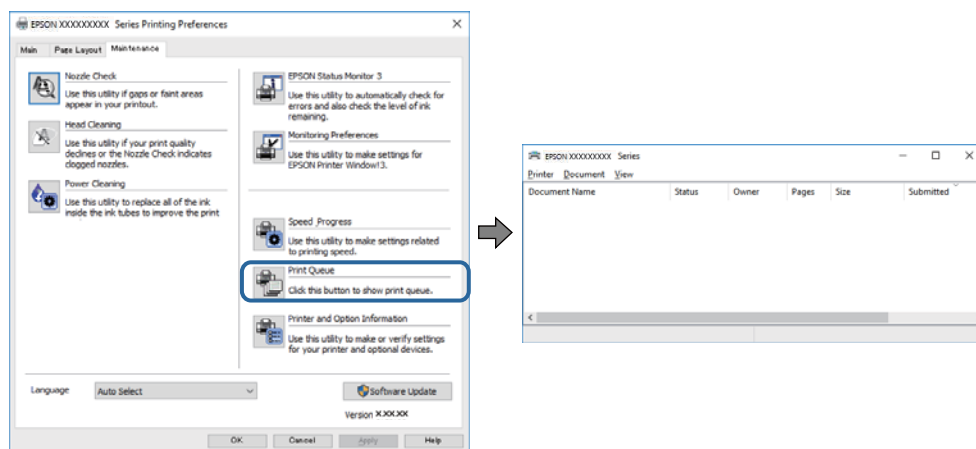 EPSON XXXXXXXXX Series Printing Preferences
Main Page Layout Maintenance
Nozzle Check
Use this utility if gaps or faint areas
appear in your printout.
Head Cleaning
Use this utility if your print quality
declines or the Nozzle Check indicates
clogged nozzles.
Power Cleaning
Use this utility to replace all of the ink
inside the ink tubes to improve the print
EPSON Status Monitor 3
Use this utility to automatically check for
errors and also check the level of ink
remaining.
Monitoring Preferences
Use this utility to make settings for
EPSON Printer Window!3.
Speed Progress
Use this utility to make settings related
to printing speed.
Print Queue
Click this button to show print queue.
Printer and Option Information
Use this utility to make or verify settings
for your printer and optional devices.
Language Auto Select
Software Update
Version X.XX.XX
OK Cancel Apply Help
EPSON XXXXXXXXX Series
Printer Document View
Document Name Status Owner Pages Size Submitted